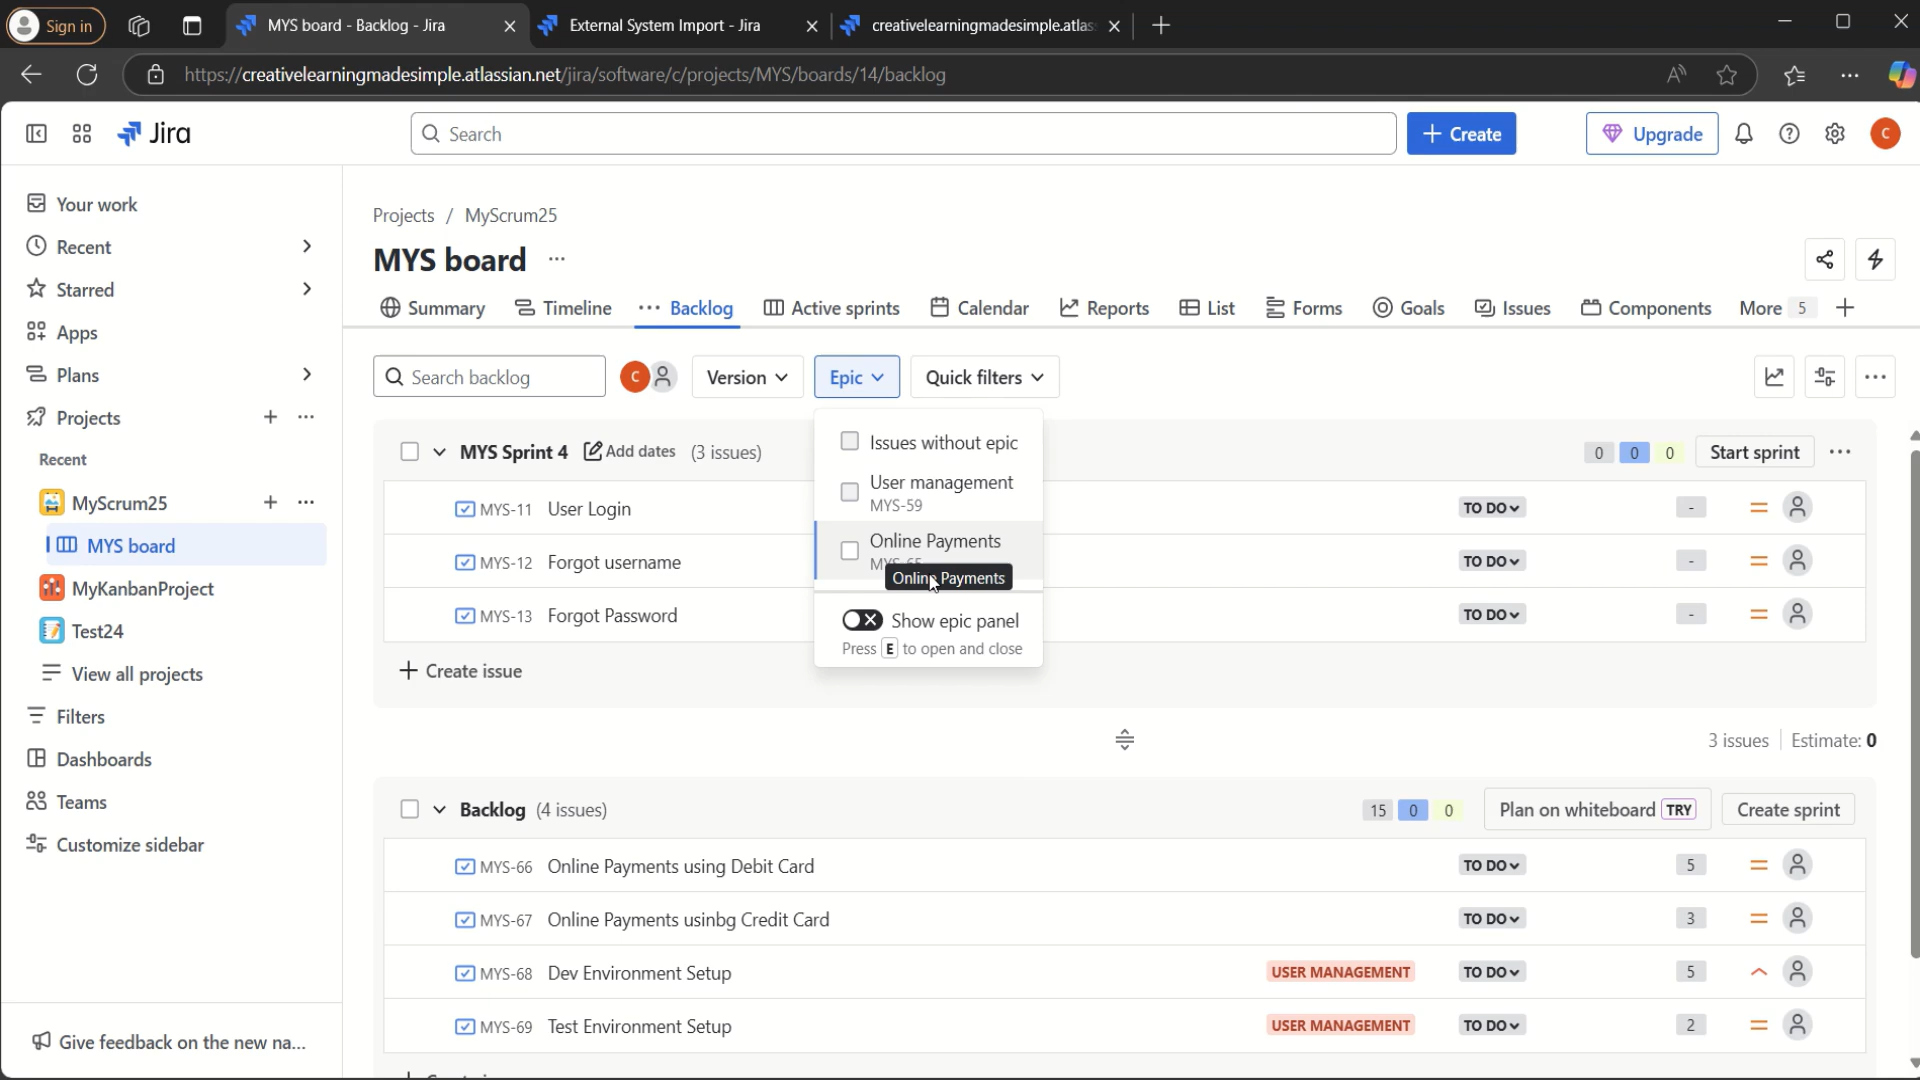 Sign in
MYS board - Backlog - Jira
External System Import - Jira
creativelearningmadesimple.atlas
https://creativelearningmadesimple.atlassian.net/jira/software/c/projects/MYS/boards/14/backlog
Jira
Search
+ Create
Upgrade
C
Your work
Recent
Starred
Apps
Plans
Projects
Recent
MyScrum25
MYS board
MyKanbanProject
Test24
View all projects
Filters
Dashboards
Teams
Customize sidebar
Give feedback on the new na...
Projects / MyScrum25
MYS board ...
Summary
Timeline
Backlog
Active sprints
Calendar
Reports
List
Forms
Goals
Issues
Components
More 5
Search backlog
C
Version
Epic
Quick filters
Issues without epic
User management
MYS-59
Online Payments
Online Payments
Show epic panel
Press E to open and close
MYS Sprint 4 Add dates (3 issues) 0 0 0 Start sprint
MYS-11 User Login TO DO -
MYS-12 Forgot username TO DO -
MYS-13 Forgot Password TO DO -
+ Create issue
3 issues Estimate: 0
Backlog (4 issues) 15 0 0 Plan on whiteboard TRY Create sprint
MYS-66 Online Payments using Debit Card TO DO 5
MYS-67 Online Payments usinbg Credit Card TO DO 3
MYS-68 Dev Environment Setup USER MANAGEMENT TO DO 5
MYS-69 Test Environment Setup USER MANAGEMENT TO DO 2